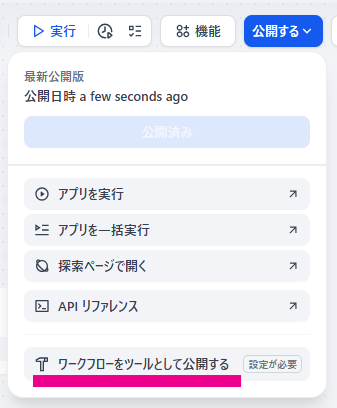 実行
機能
公開する
最新公開版
公開日時 a few seconds ago
公開済み
アプリを実行
アプリを一括実行
探索ページで開く
API リファレンス
ワークフローをツールとして公開する 設定が必要